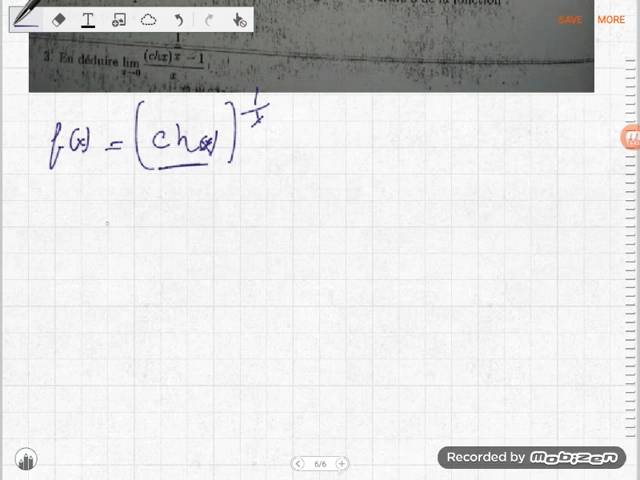 SAVE MORE
3. En déduire lim x→0 ((chx)^(1/x) − 1)/x
f(x) = (ch(x))^(1/x)
6/6
Recorded by Mobizen